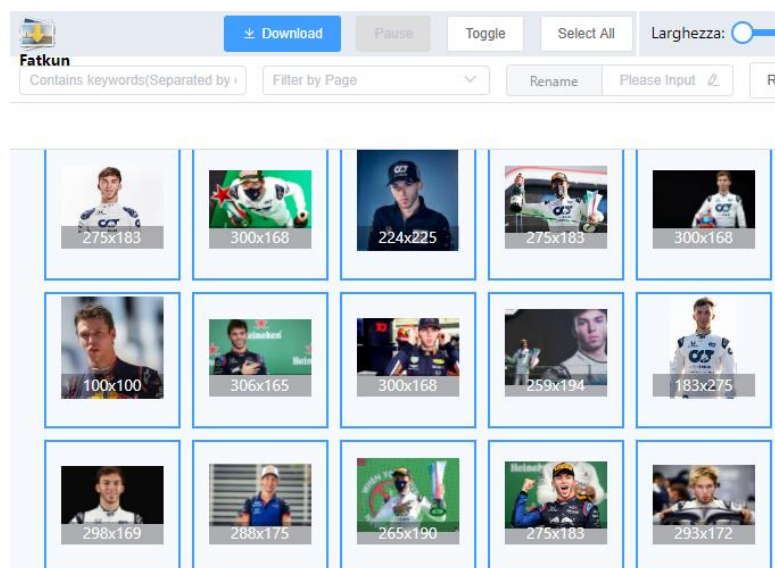 Download
Pause
Toggle
Select All
Larghezza:
Fatkun
Contains keywords(Separated by
Filter by Page
Rename
Please Input
R
275x183
300x168
224x225
275x183
300x168
100x100
306x165
300x168
259x194
183x275
298x169
288x175
265x190
275x183
293x172